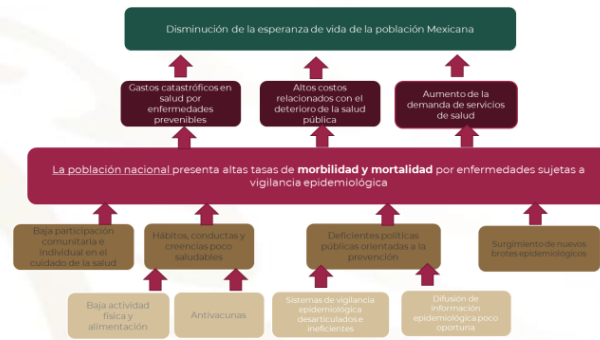 Disminución de la esperanza de vida de la población Mexicana
Gastos catastróficos en
salud por
enfermedades
prevenibles
Altos costos
relacionados con el
deterioro de la salud
pública
Aumento de la
demanda de servicios
de salud
La población nacional presenta altas tasas de morbilidad y mortalidad por enfermedades sujetas a
vigilancia epidemiológica
Baja participación
comunitaria e
individual en el
cuidado de la salud
Hábitos, conductas y
creencias poco
saludables
Deficientes políticas
públicas orientadas a la
prevención
Surgimiento de nuevos
brotes epidemiológicos
Baja actividad
física y
alimentación
Antivacunas
Sistemas de vigilancia
epidemiológica
desarticulados e
ineficientes
Difusión de
información
epidemiológica poco
oportuna